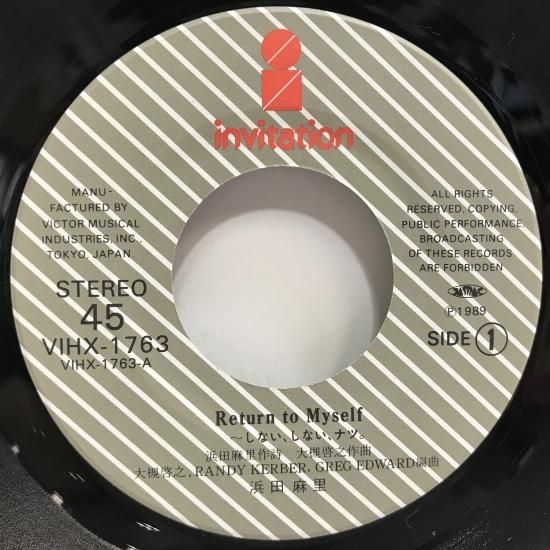 invitation
MANU-
FACTURED BY
VICTOR MUSICAL
INDUSTRIES, INC.,
TOKYO, JAPAN.
ALL RIGHTS
RESERVED, COPYING,
PUBLIC PERFORMANCE,
BROADCASTING
OF THESE RECORDS
ARE FORBIDDEN
STEREO
45
VIHX-1763
VIHX-1763-A
JASRAC
Ⓟ1989
SIDE 1
Return to Myself
〜しない、しない、ナツ。
浜田麻里作詩 大槻啓之作曲
大槻啓之, RANDY KERBER, GREG EDWARD編曲
浜田麻里